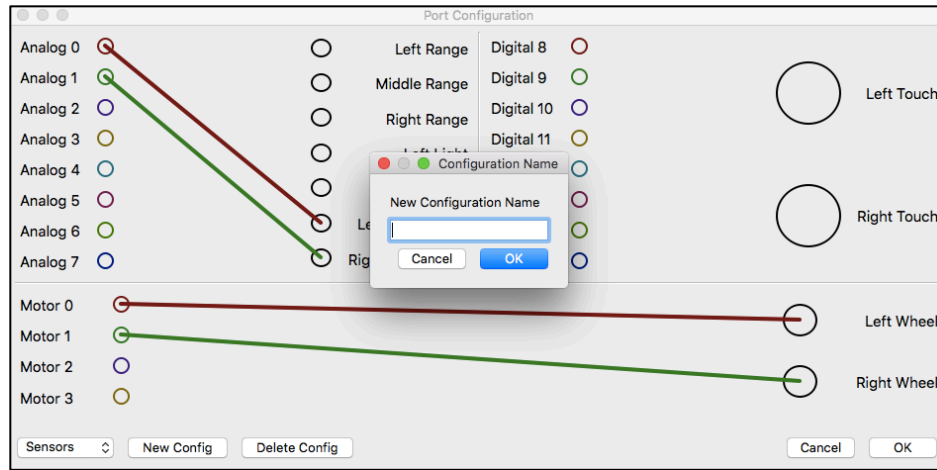 Port Configuration
Analog 0
Analog 1
Analog 2
Analog 3
Analog 4
Analog 5
Analog 6
Analog 7
Left Range
Middle Range
Right Range
Left Light
Digital 8
Digital 9
Digital 10
Digital 11
Left Touch
Right Touch
Configuration Name
New Configuration Name
Cancel OK
Motor 0
Motor 1
Motor 2
Motor 3
Left Wheel
Right Wheel
Sensors New Config Delete Config Cancel OK